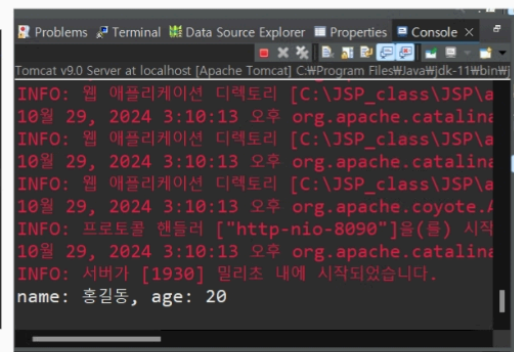 Problems Terminal Data Source Explorer Properties Console
Tomcat v9.0 Server at localhost [Apache Tomcat] C:₩Program Files₩Java₩jdk-11₩bin₩j
INFO: 웹 애플리케이션 디렉토리 [C:\JSP_class\JSP\a
10월 29, 2024 3:10:13 오후 org.apache.catalina
INFO: 웹 애플리케이션 디렉토리 [C:\JSP_class\JSP\a
10월 29, 2024 3:10:13 오후 org.apache.catalina
INFO: 웹 애플리케이션 디렉토리 [C:\JSP_class\JSP\a
10월 29, 2024 3:10:13 오후 org.apache.coyote.A
INFO: 프로토콜 핸들러 ["http-nio-8090"]을(를) 시작
10월 29, 2024 3:10:13 오후 org.apache.catalina
INFO: 서버가 [1930] 밀리초 내에 시작되었습니다.
name: 홍길동, age: 20